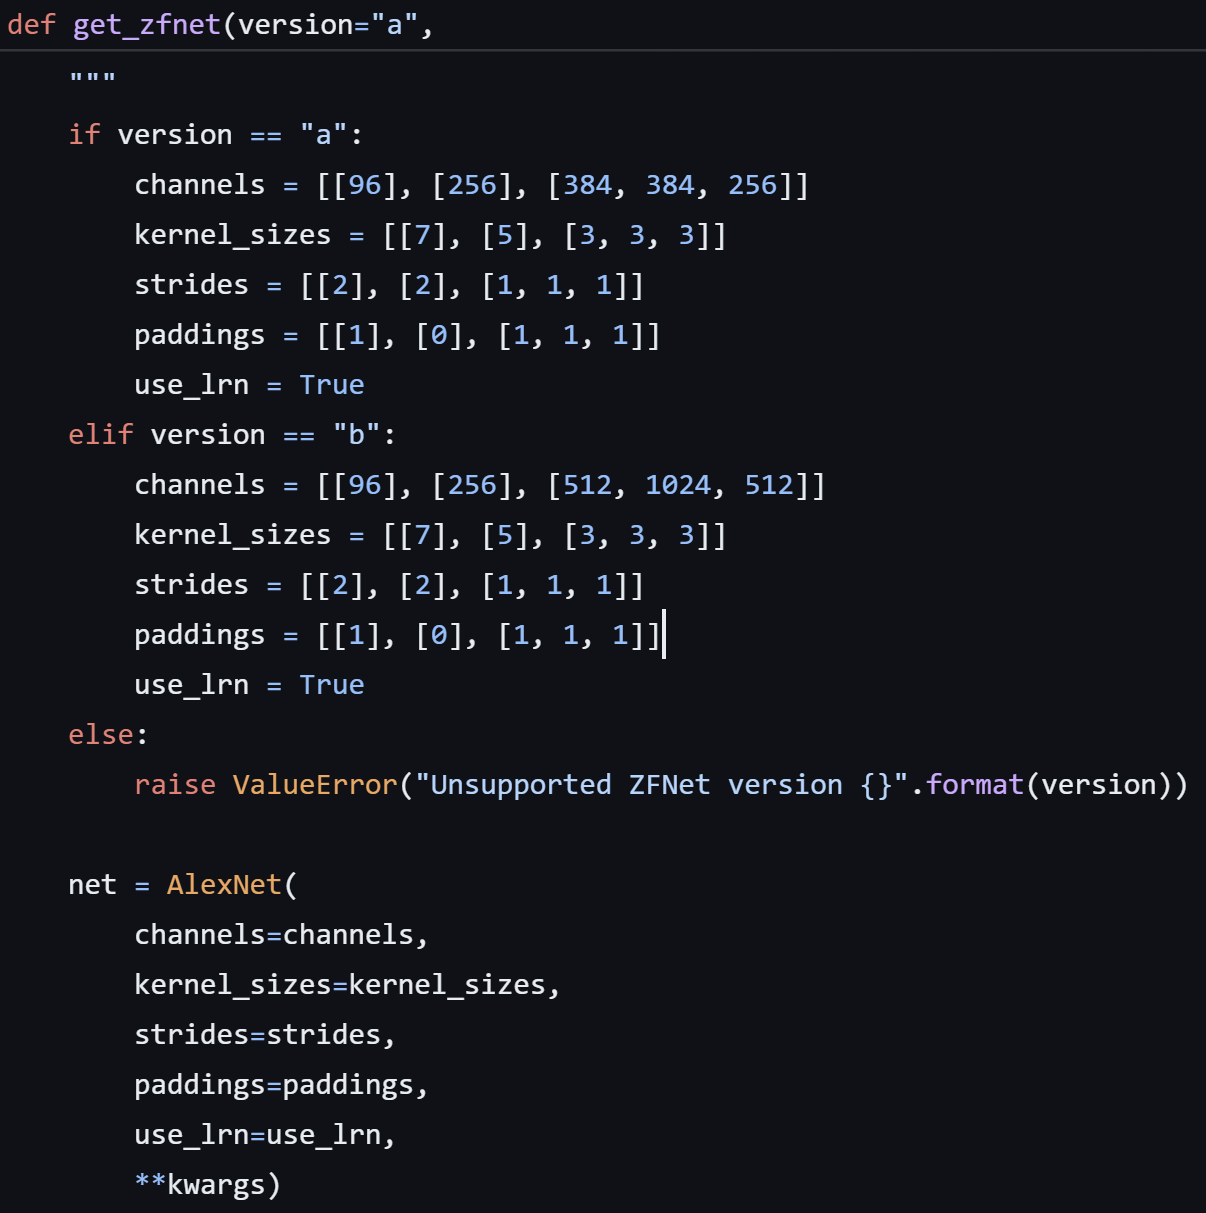 def get_zfnet(version="a",
    """
    if version == "a":
        channels = [[96], [256], [384, 384, 256]]
        kernel_sizes = [[7], [5], [3, 3, 3]]
        strides = [[2], [2], [1, 1, 1]]
        paddings = [[1], [0], [1, 1, 1]]
        use_lrn = True
    elif version == "b":
        channels = [[96], [256], [512, 1024, 512]]
        kernel_sizes = [[7], [5], [3, 3, 3]]
        strides = [[2], [2], [1, 1, 1]]
        paddings = [[1], [0], [1, 1, 1]]
        use_lrn = True
    else:
        raise ValueError("Unsupported ZFNet version {}".format(version))
    net = AlexNet(
        channels=channels,
        kernel_sizes=kernel_sizes,
        strides=strides,
        paddings=paddings,
        use_lrn=use_lrn,
        **kwargs)